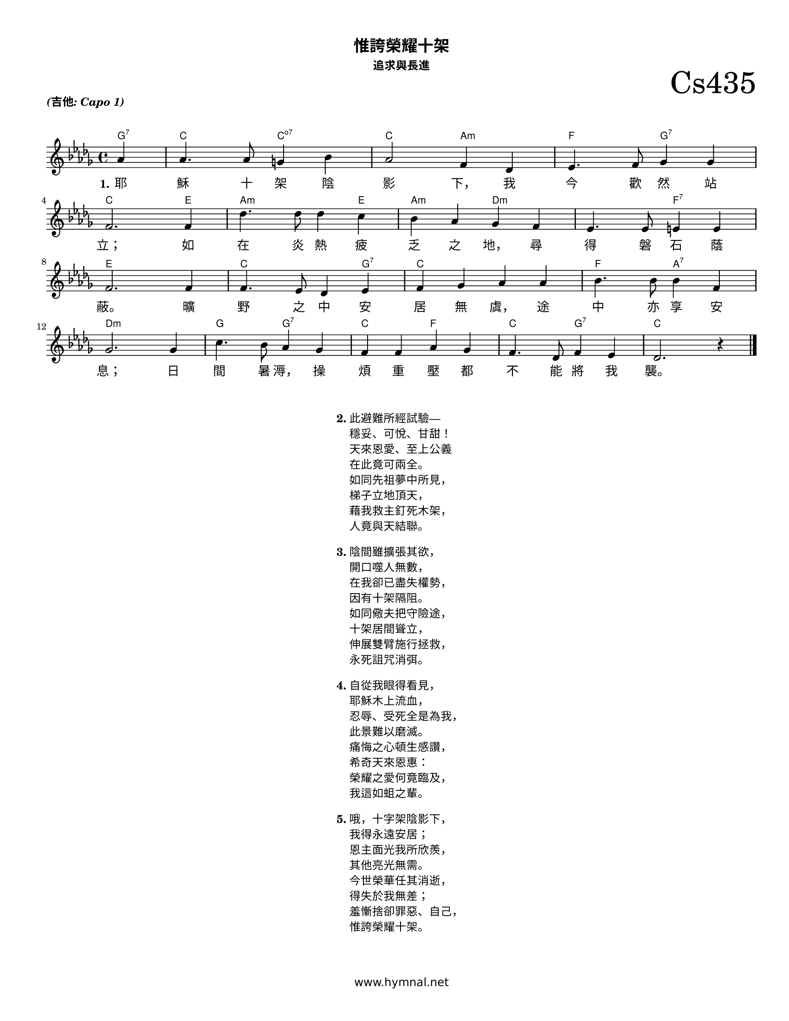 惟誇榮耀十架
追求與長進
Cs435
(吉他: Capo 1)
G7 C Co7 C Am F G7
1. 耶 穌 十 架 陰 影 下, 我 今 歡 然 站
4 C E Am E Am Dm F7
立; 如 在 炎 熱 疲 乏 之 地, 尋 得 磐 石 蔭
8 E C G7 C F A7
蔽。 曠 野 之 中 安 居 無 虞, 途 中 亦 享 安
12 Dm G G7 C F C G7 C
息; 日 間 暑 溽, 操 煩 重 壓 都 不 能 將 我 襲。
2. 此避難所經試驗—
穩妥、可悅、甘甜!
天來恩愛、至上公義
在此竟可兩全。
如同先祖夢中所見,
梯子立地頂天,
藉我救主釘死木架,
人竟與天結聯。
3. 陰間雖擴張其欲,
開口噬人無數,
在我卻已盡失權勢,
因有十架隔阻。
如同儆夫把守險途,
十架居間聳立,
伸展雙臂施行拯救,
永死詛咒消弭。
4. 自從我眼得看見,
耶穌木上流血,
忍辱、受死全是為我,
此景難以磨滅。
痛悔之心頓生感讚,
希奇天來恩惠:
榮耀之愛何竟臨及,
我這如蛆之輩。
5. 哦, 十字架陰影下,
我得永遠安居;
恩主面光我所欣羨,
其他亮光無需。
今世榮華任其消逝,
得失於我無差;
羞慚捨卻罪惡、自己,
惟誇榮耀十架。
www.hymnal.net